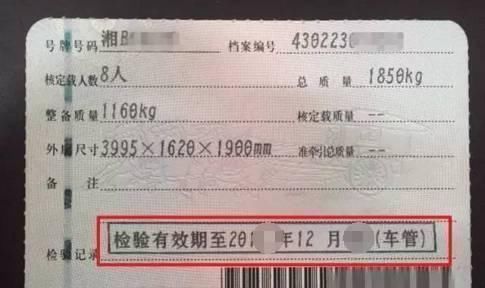 号牌号码 湘B 档案编号 4302230
核定载人数 8人 总质量 1850kg
整备质量 1160kg 核定载质量 --
外廓尺寸 3995×1620×1900mm 准牵引总质量 --
备注
检验记录 检验有效期至201 年12月 (车管)